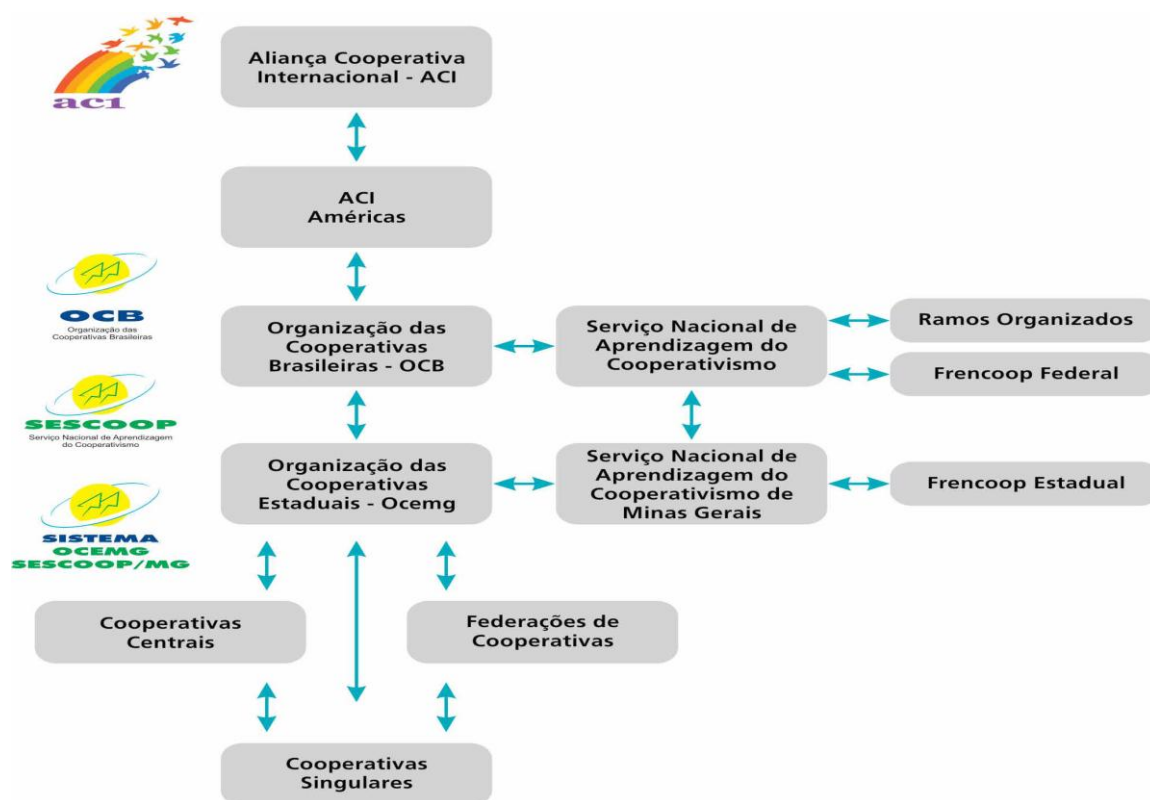 aci
Aliança Cooperativa
Internacional - ACI
ACI
Américas
OCB
Organização das
Cooperativas Brasileiras
Organização das
Cooperativas
Brasileiras - OCB
Serviço Nacional de
Aprendizagem do
Cooperativismo
Ramos Organizados
Frencoop Federal
SESCOOP
Serviço Nacional de Aprendizagem
do Cooperativismo
Organização das
Cooperativas
Estaduais - Ocemg
Serviço Nacional de
Aprendizagem do
Cooperativismo de
Minas Gerais
Frencoop Estadual
SISTEMA
OCEMG
SESCOOP/MG
Cooperativas
Centrais
Federações de
Cooperativas
Cooperativas
Singulares